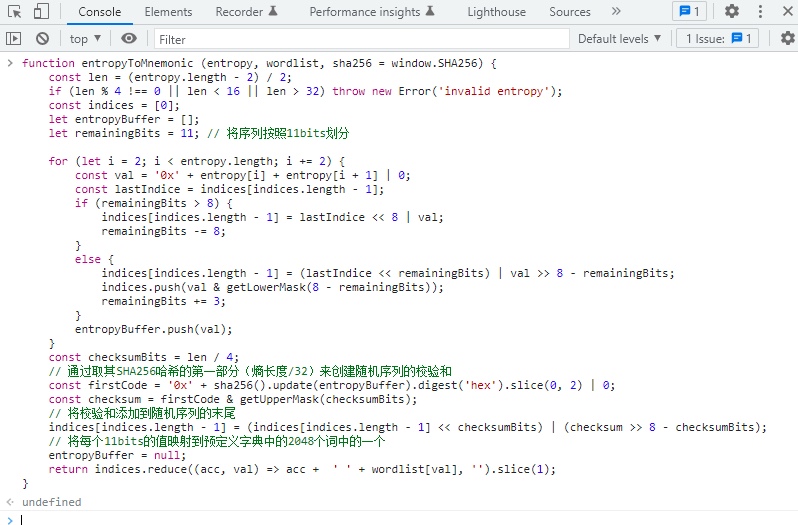 Console Elements Recorder Performance insights Lighthouse Sources » 1
top Filter Default levels 1 Issue: 1
> function entropyToMnemonic (entropy, wordlist, sha256 = window.SHA256) {
const len = (entropy.length - 2) / 2;
if (len % 4 !== 0 || len < 16 || len > 32) throw new Error('invalid entropy');
const indices = [0];
let entropyBuffer = [];
let remainingBits = 11; // 将序列按照11bits划分
for (let i = 2; i < entropy.length; i += 2) {
const val = '0x' + entropy[i] + entropy[i + 1] | 0;
const lastIndice = indices[indices.length - 1];
if (remainingBits > 8) {
indices[indices.length - 1] = lastIndice << 8 | val;
remainingBits -= 8;
}
else {
indices[indices.length - 1] = (lastIndice << remainingBits) | val >> 8 - remainingBits;
indices.push(val & getLowerMask(8 - remainingBits));
remainingBits += 3;
}
entropyBuffer.push(val);
}
const checksumBits = len / 4;
// 通过取其SHA256哈希的第一部分（熵长度/32）来创建随机序列的校验和
const firstCode = '0x' + sha256().update(entropyBuffer).digest('hex').slice(0, 2) | 0;
const checksum = firstCode & getUpperMask(checksumBits);
// 将校验和添加到随机序列的末尾
indices[indices.length - 1] = (indices[indices.length - 1] << checksumBits) | (checksum >> 8 - checksumBits);
// 将每个11bits的值映射到预定义字典中的2048个词中的一个
entropyBuffer = null;
return indices.reduce((acc, val) => acc + ' ' + wordlist[val], '').slice(1);
}
undefined
>